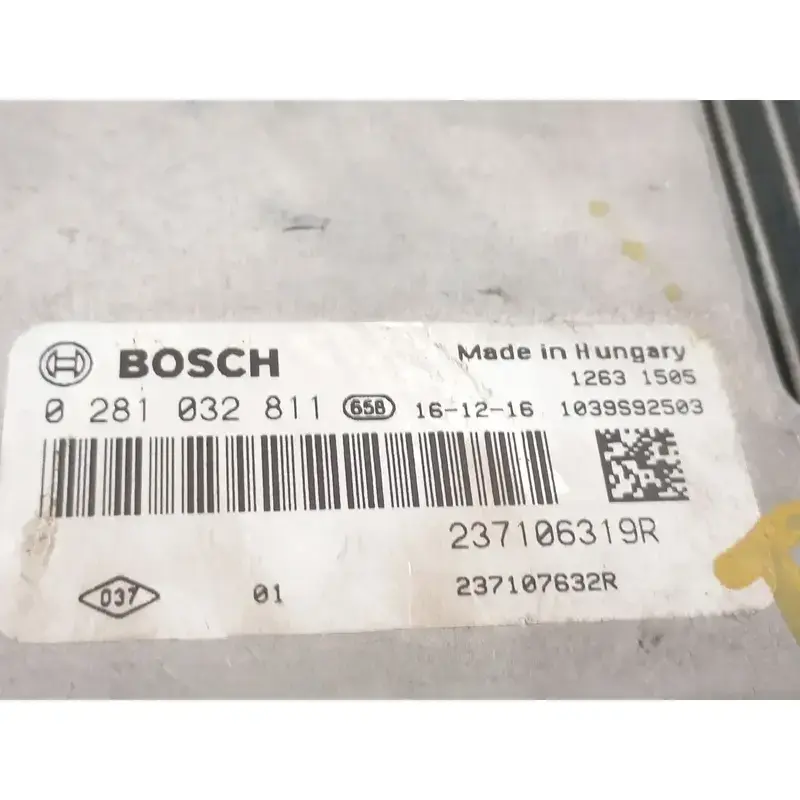 BOSCH Made in Hungary
1263 1505
0 281 032 811 658 16-12-16 1039S92503
237106319R
037 01 237107632R